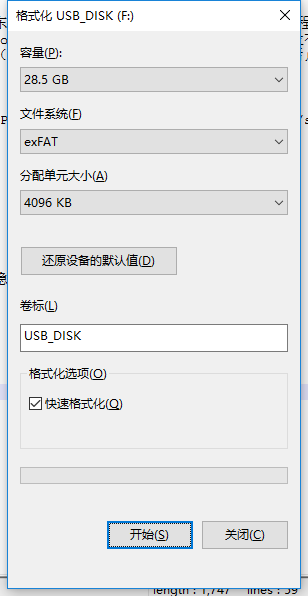 格式化 USB_DISK (F:)
容量(P):
28.5 GB
文件系统(F)
exFAT
分配单元大小(A)
4096 KB
还原设备的默认值(D)
卷标(L)
USB_DISK
格式化选项(O)
快速格式化(Q)
开始(S)
关闭(C)
length : 1,747 lines : 59